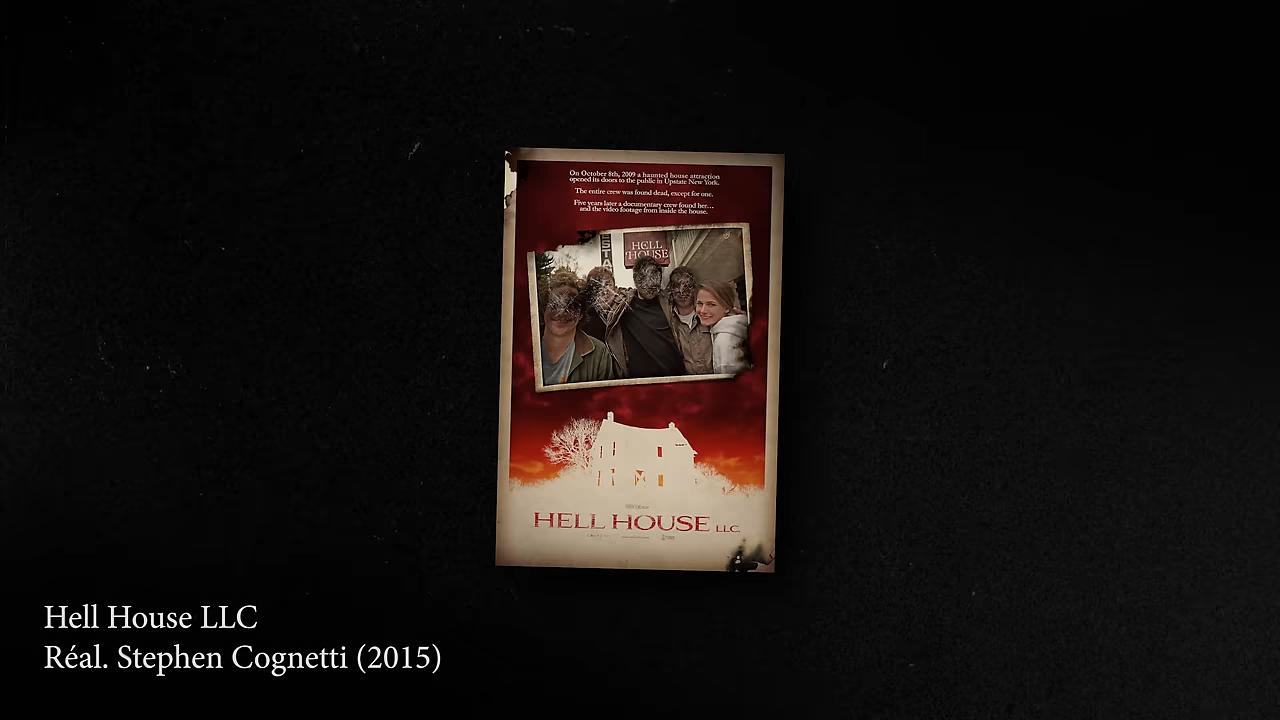 On October 8th, 2009 a haunted house attraction
opened its doors to the public in Upstate New York.
The entire crew was found dead, except for one.
Five years later a documentary crew found her...
and the video footage from inside the house.
HELL
HOUSE
HELL HOUSE LLC
Hell House LLC
Réal. Stephen Cognetti (2015)